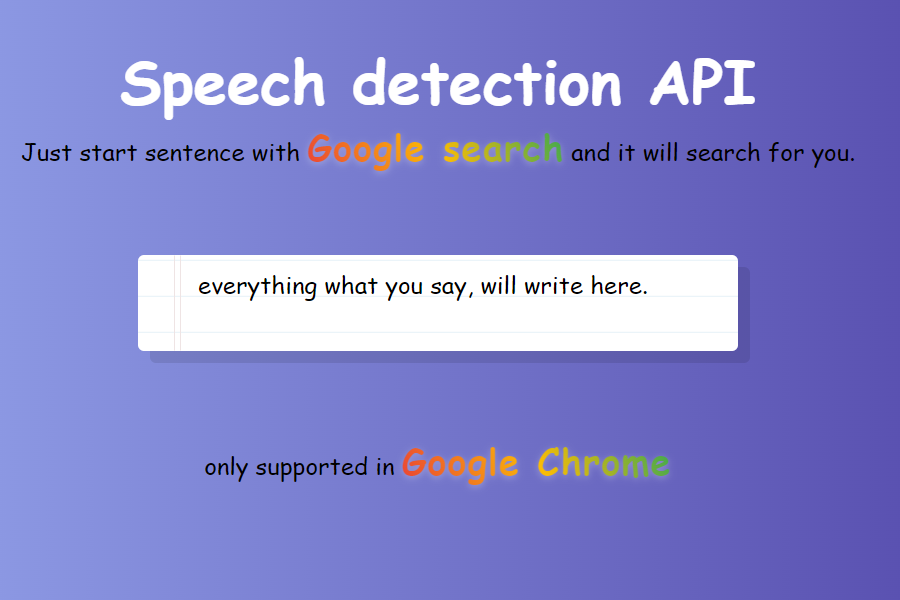 Speech detection API
Just start sentence with Google search and it will search for you.
everything what you say, will write here.
only supported in Google Chrome